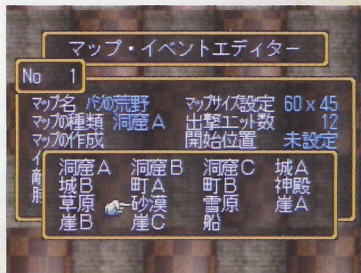 マップ・イベントエディター
No 1
マップ名 バジの荒野 マップサイズ設定 60×45
マップの種類 洞窟A 出撃エット数 12
マップの作成 開始位置 未設定
イ
敵
洞窟A 洞窟B 洞窟C 城A
城B 町A 町B 神殿
草原 砂漠 雪原 崖A
崖B 崖C 船